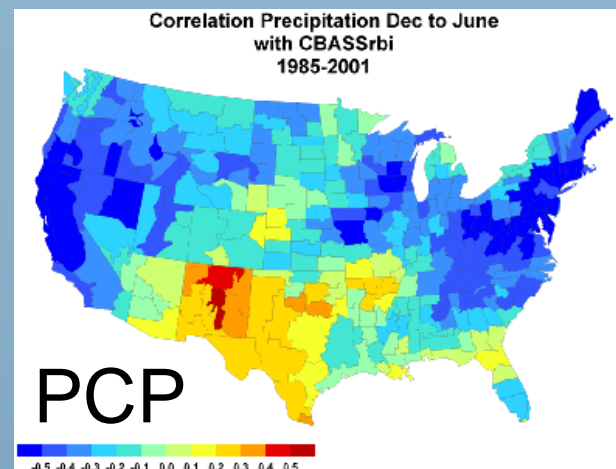 Correlation Precipitation Dec to June
with CBASSrbi
1985-2001
PCP
-0.5 -0.4 -0.3 -0.2 -0.1 0.0 0.1 0.2 0.3 0.4 0.5